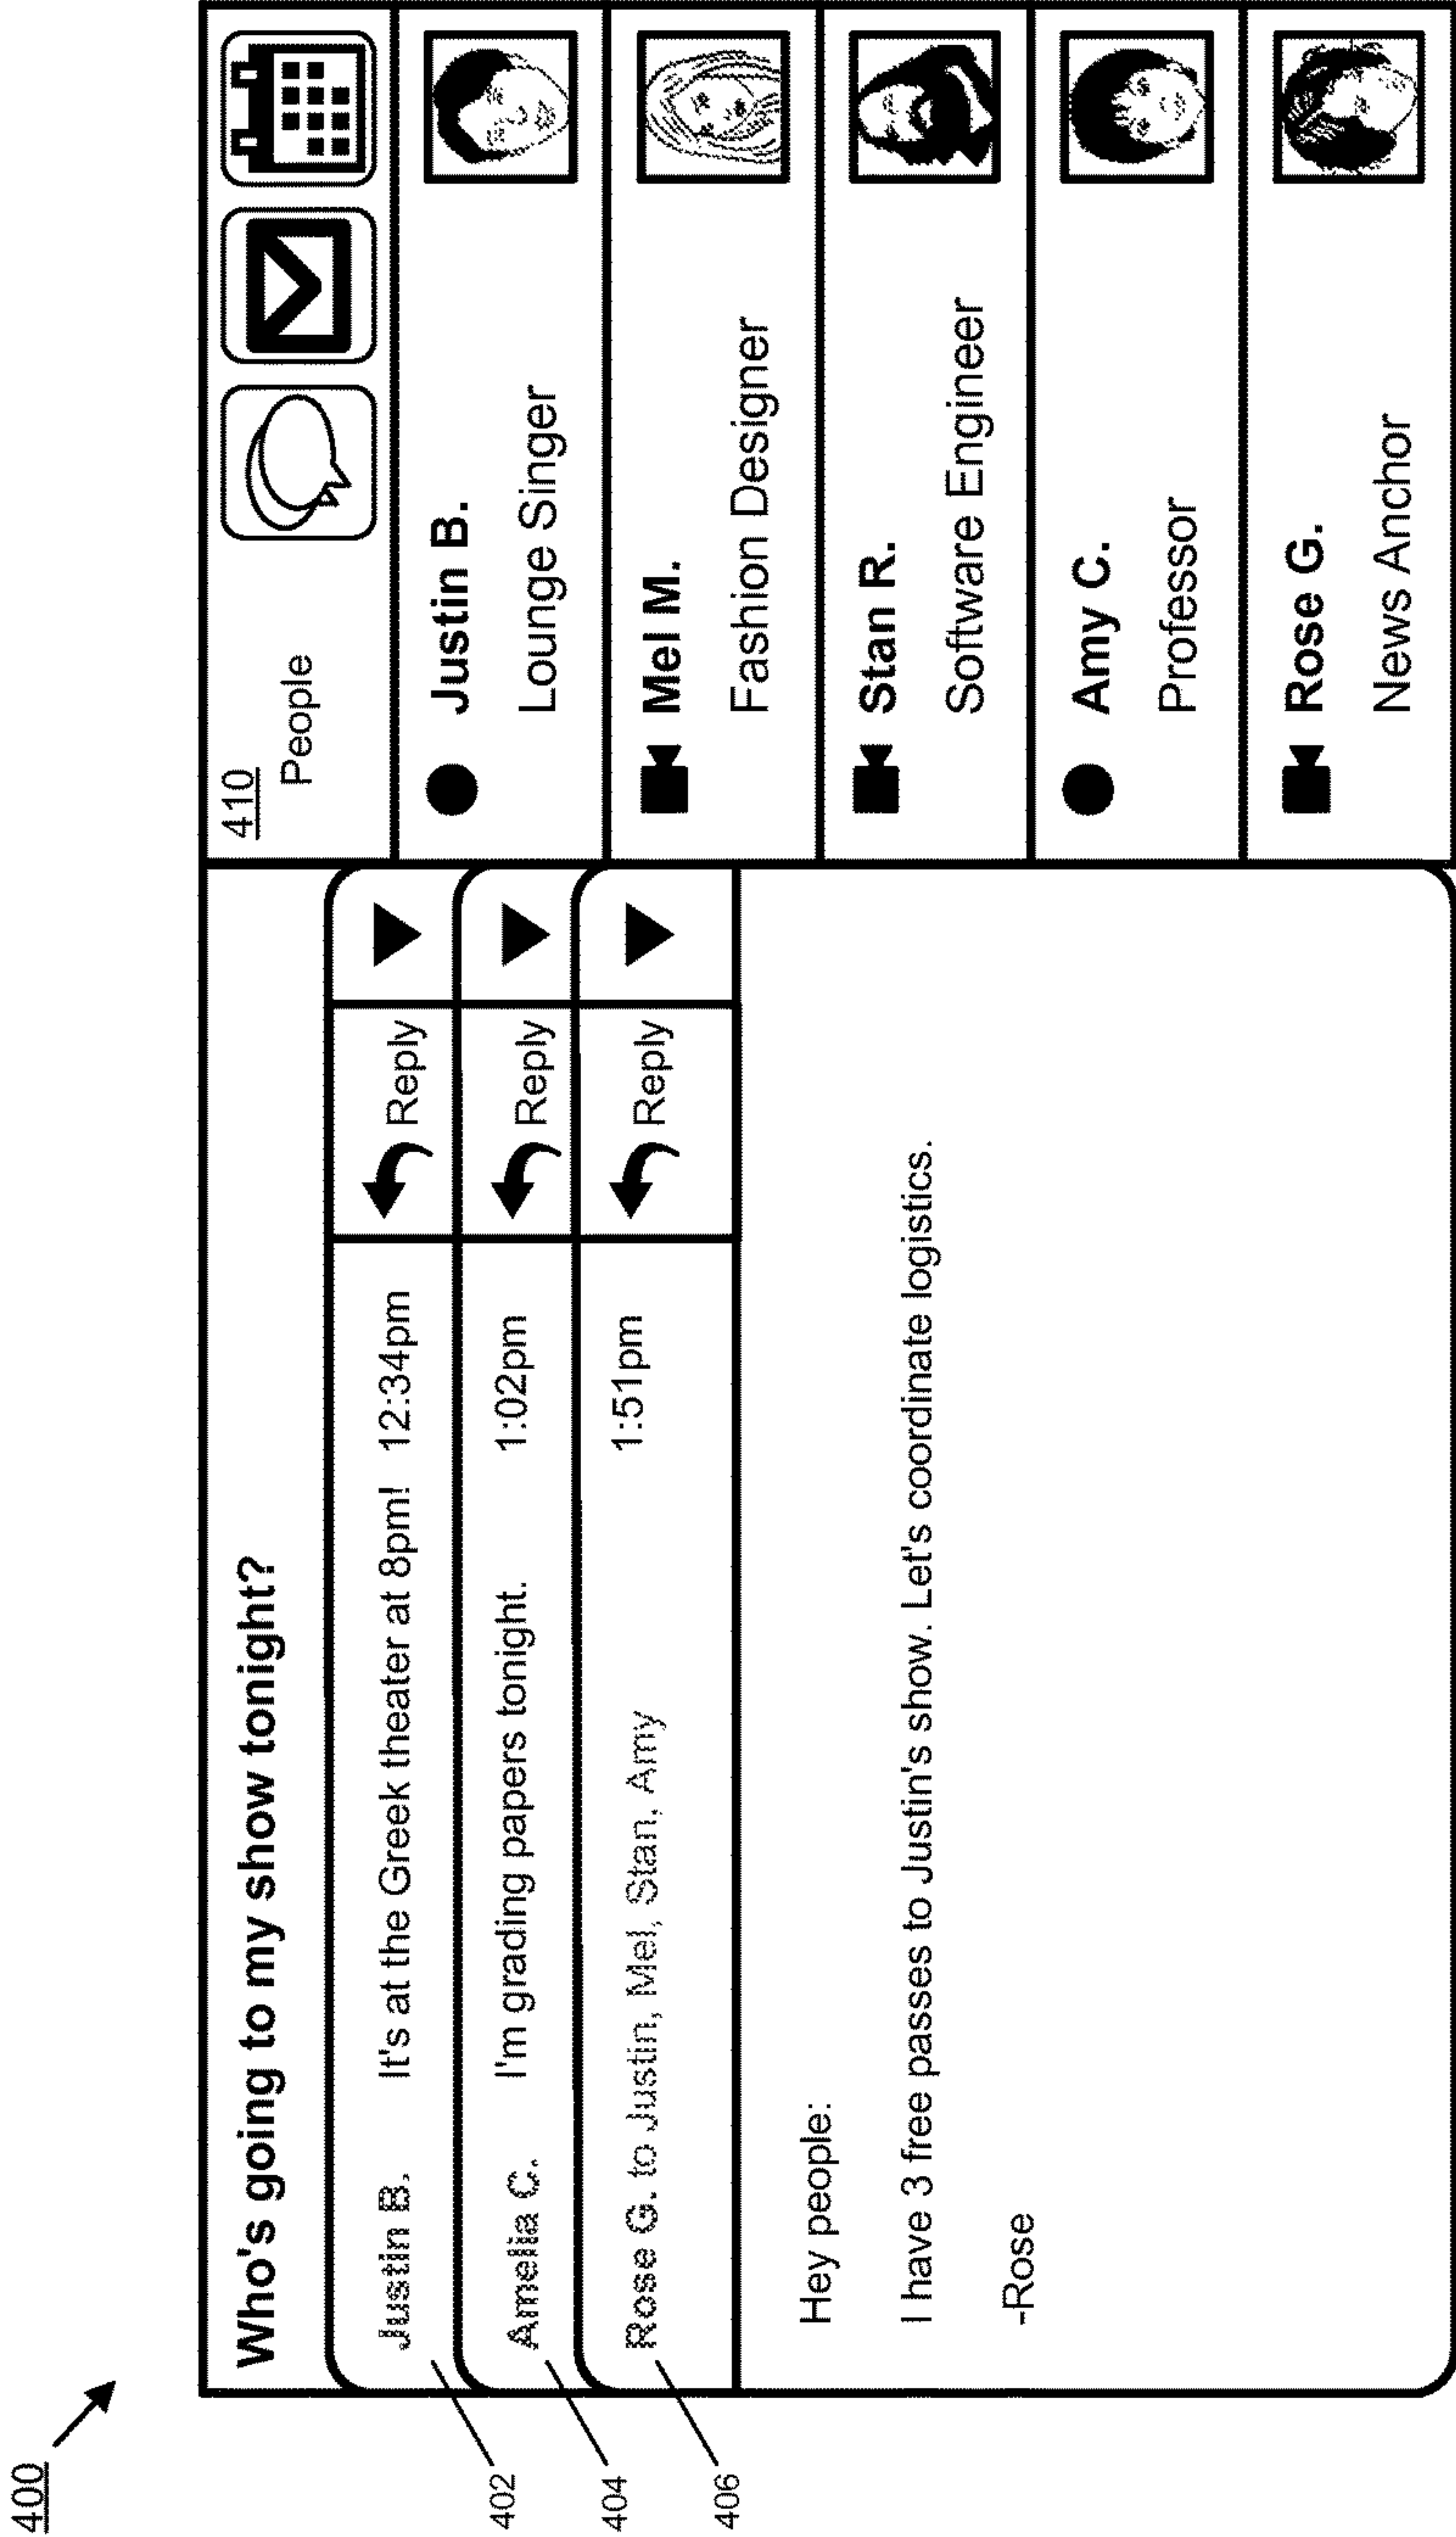 400
Who's going to my show tonight?
402
Justin B. It's at the Greek theater at 8pm! 12:34pm Reply
404
Amelia C. I'm grading papers tonight. 1:02pm Reply
406
Rose G. to Justin, Mel, Stan, Amy 1:51pm Reply
Hey people:
I have 3 free passes to Justin's show. Let's coordinate logistics.
-Rose
410
People
Justin B.
Lounge Singer
Mel M.
Fashion Designer
Stan R.
Software Engineer
Amy C.
Professor
Rose G.
News Anchor